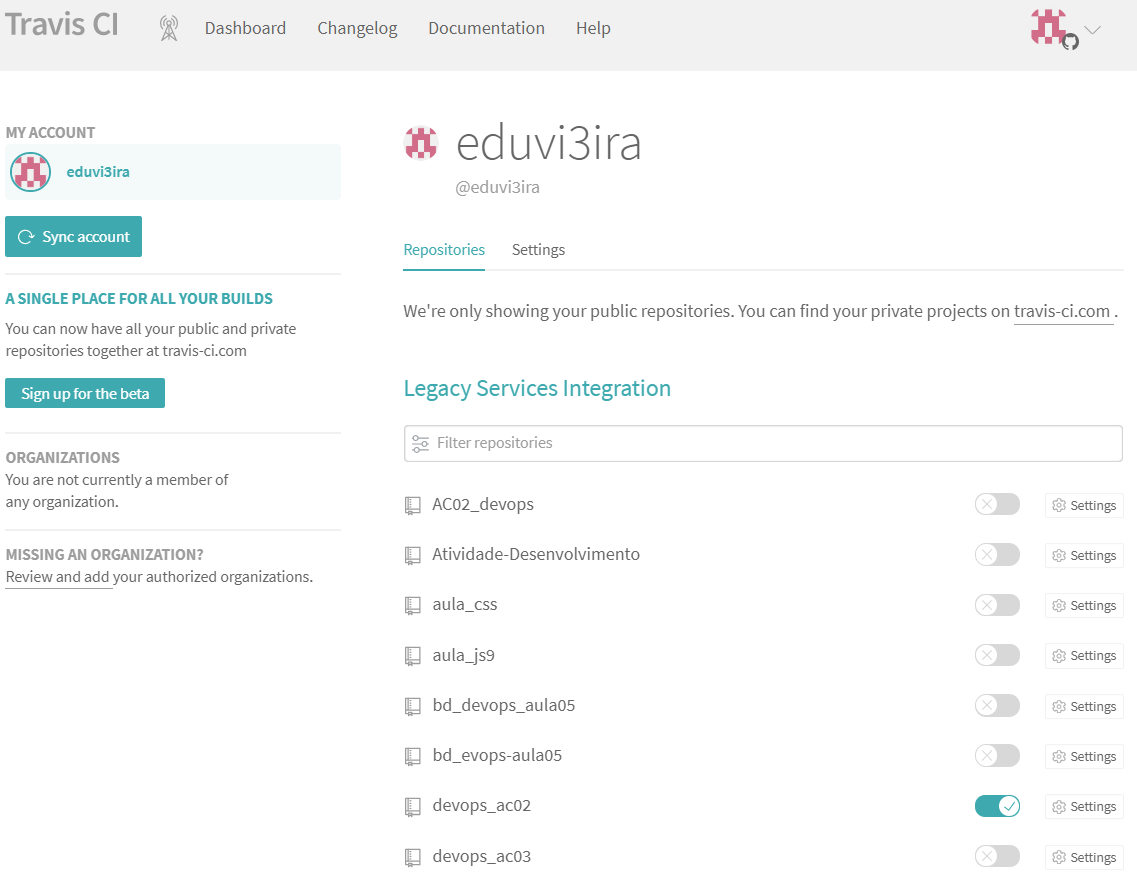 Travis CI
Dashboard Changelog Documentation Help
MY ACCOUNT
eduvi3ira
Sync account
A SINGLE PLACE FOR ALL YOUR BUILDS
You can now have all your public and private
repositories together at travis-ci.com
Sign up for the beta
ORGANIZATIONS
You are not currently a member of
any organization.
MISSING AN ORGANIZATION?
Review and add your authorized organizations.
eduvi3ira
@eduvi3ira
Repositories Settings
We're only showing your public repositories. You can find your private projects on travis-ci.com .
Legacy Services Integration
Filter repositories
AC02_devops Settings
Atividade-Desenvolvimento Settings
aula_css Settings
aula_js9 Settings
bd_devops_aula05 Settings
bd_evops-aula05 Settings
devops_ac02 Settings
devops_ac03 Settings